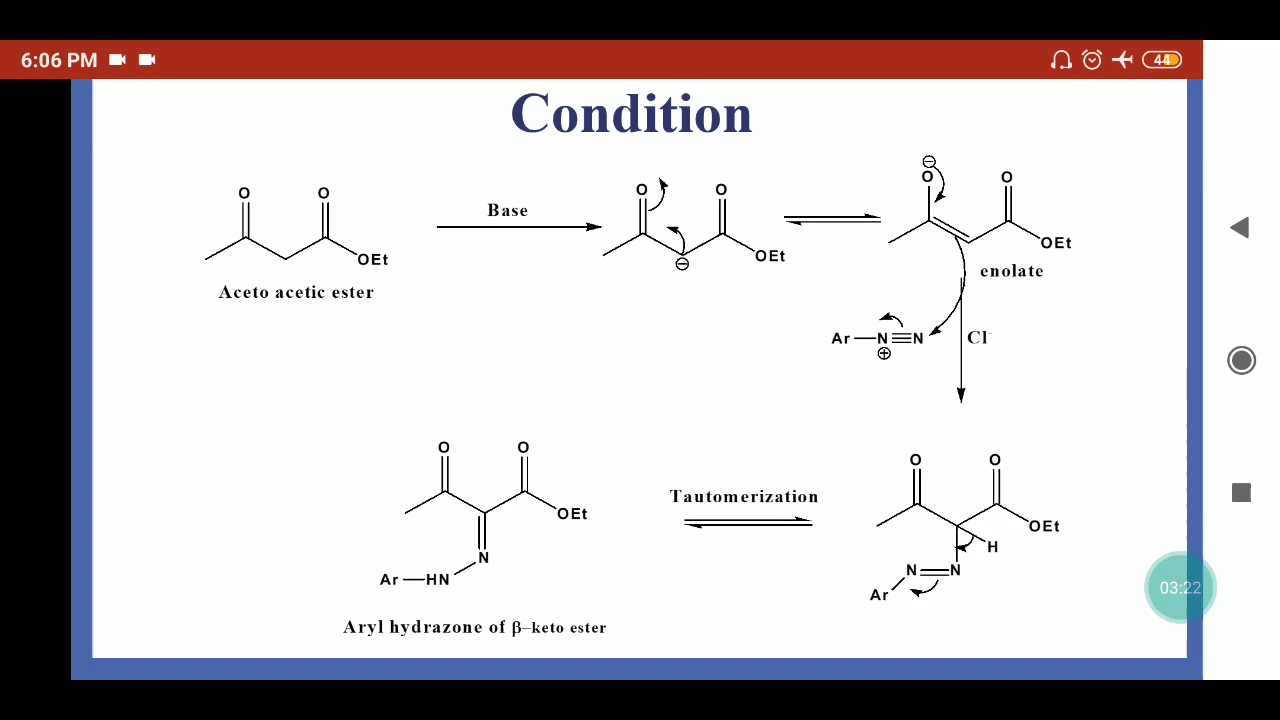 6:06 PM
44
Condition
O O
OEt
Aceto acetic ester
Base
O O
OEt
⊖
⊖
O O
OEt
enolate
Ar N N
⊕
Cl-
O O
OEt
H
N N
Ar
Tautomerization
O O
OEt
N
Ar HN
Aryl hydrazone of β–keto ester
03:22